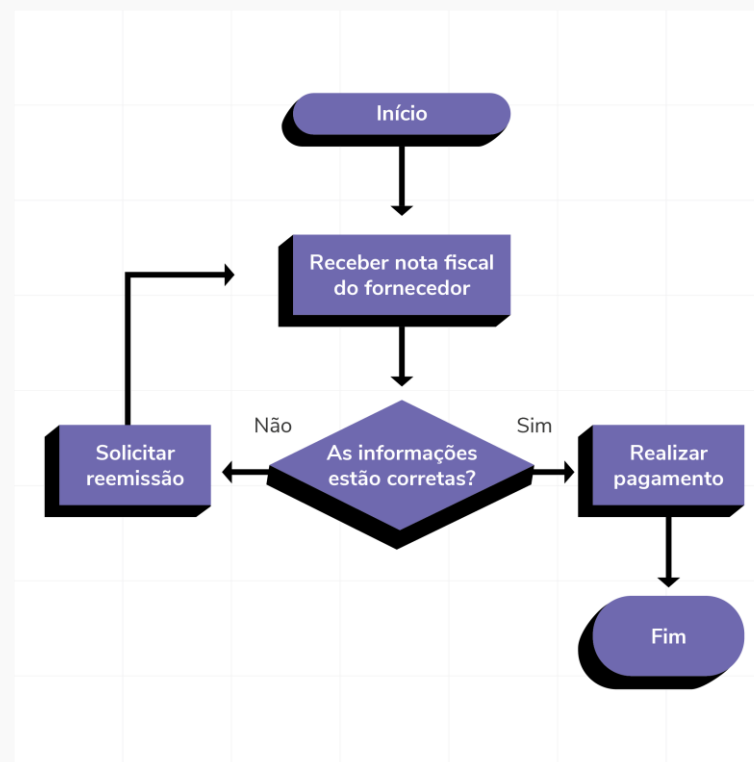 Início
Receber nota fiscal
do fornecedor
Não
Sim
Solicitar
reemissão
As informações
estão corretas?
Realizar
pagamento
Fim